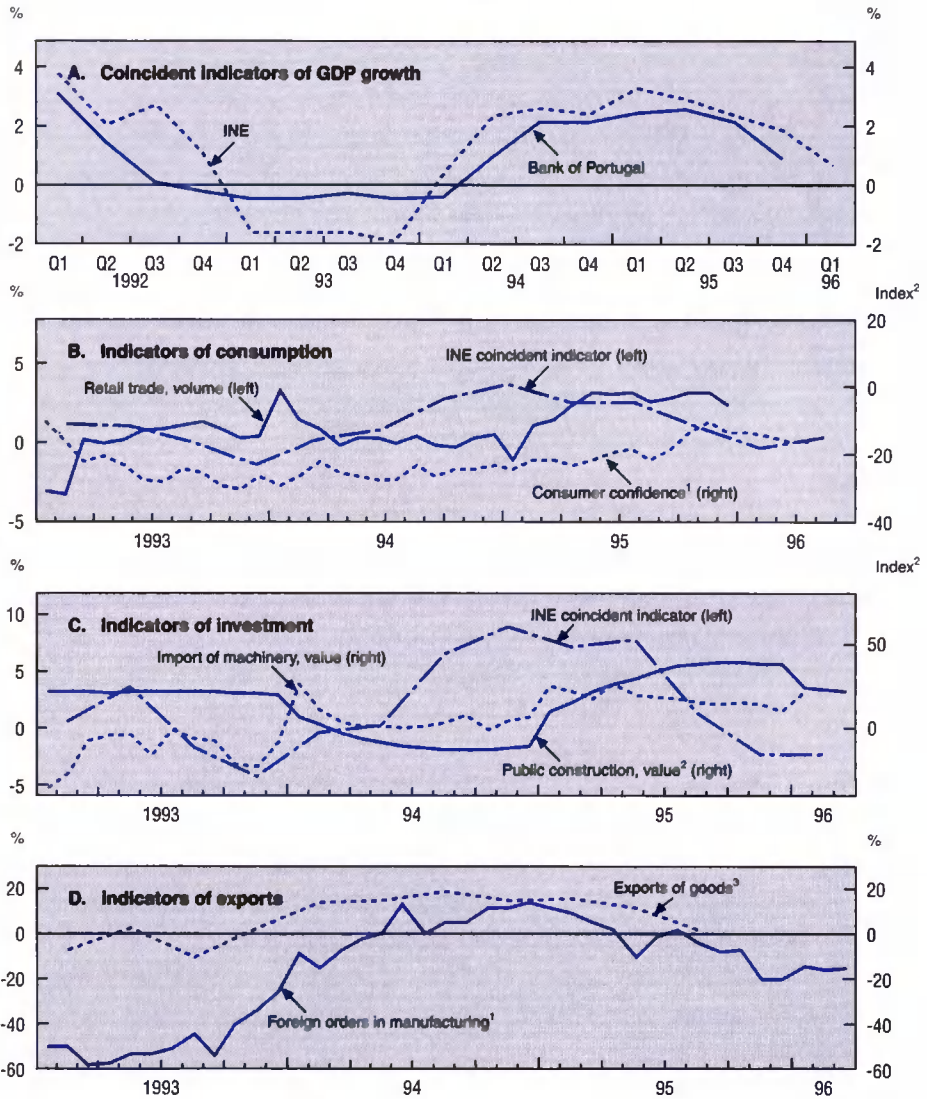 % %
A. Coincident indicators of GDP growth
4 4
INE
2 2
Bank of Portugal
0 0
-2 -2
Q1 Q2 Q3 Q4 Q1 Q2 Q3 Q4 Q1 Q2 Q3 Q4 Q1 Q2 Q3 Q4 Q1
1992 93 94 95 96
% Index²
20
B. Indicators of consumption
INE coincident indicator (left)
5
Retail trade, volume (left)
0
0
-20
Consumer confidence¹ (right)
-5 -40
1993 94 95 96
% Index²
10
C. Indicators of investment
INE coincident indicator (left)
Import of machinery, value (right)
50
5
0 0
Public construction, value² (right)
-5
1993 94 95 96
% %
20 20
D. Indicators of exports
Exports of goods³
0 0
-20 -20
Foreign orders in manufacturing¹
-40 -40
-60 -60
1993 94 95 96